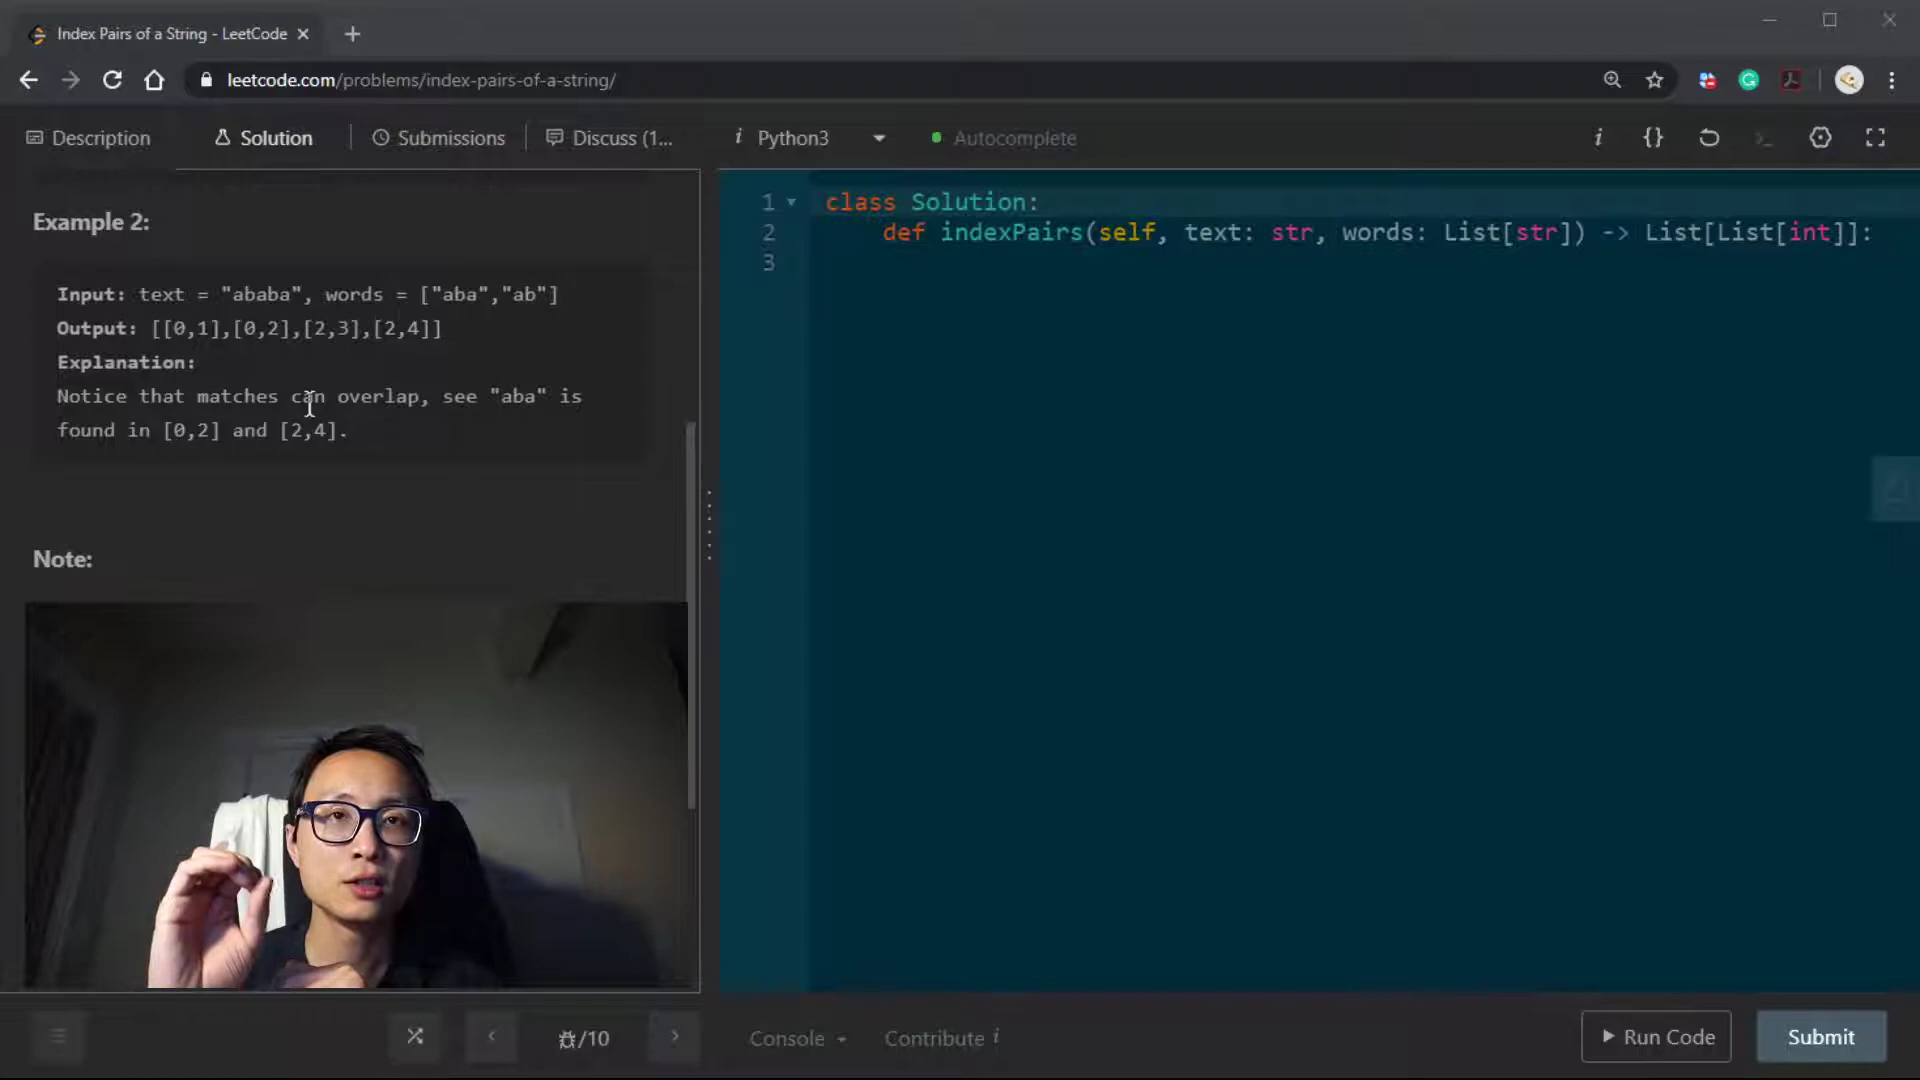 Index Pairs of a String - LeetCode
leetcode.com/problems/index-pairs-of-a-string/
Description
Solution
Submissions
Discuss (1...
i Python3
Autocomplete
i {}
Example 2:
Input: text = "ababa", words = ["aba","ab"]
Output: [[0,1],[0,2],[2,3],[2,4]]
Explanation:
Notice that matches can overlap, see "aba" is
found in [0,2] and [2,4].
Note:
1 class Solution:
2 def indexPairs(self, text: str, words: List[str]) -> List[List[int]]:
3
/10
Console
Contribute i
Run Code
Submit